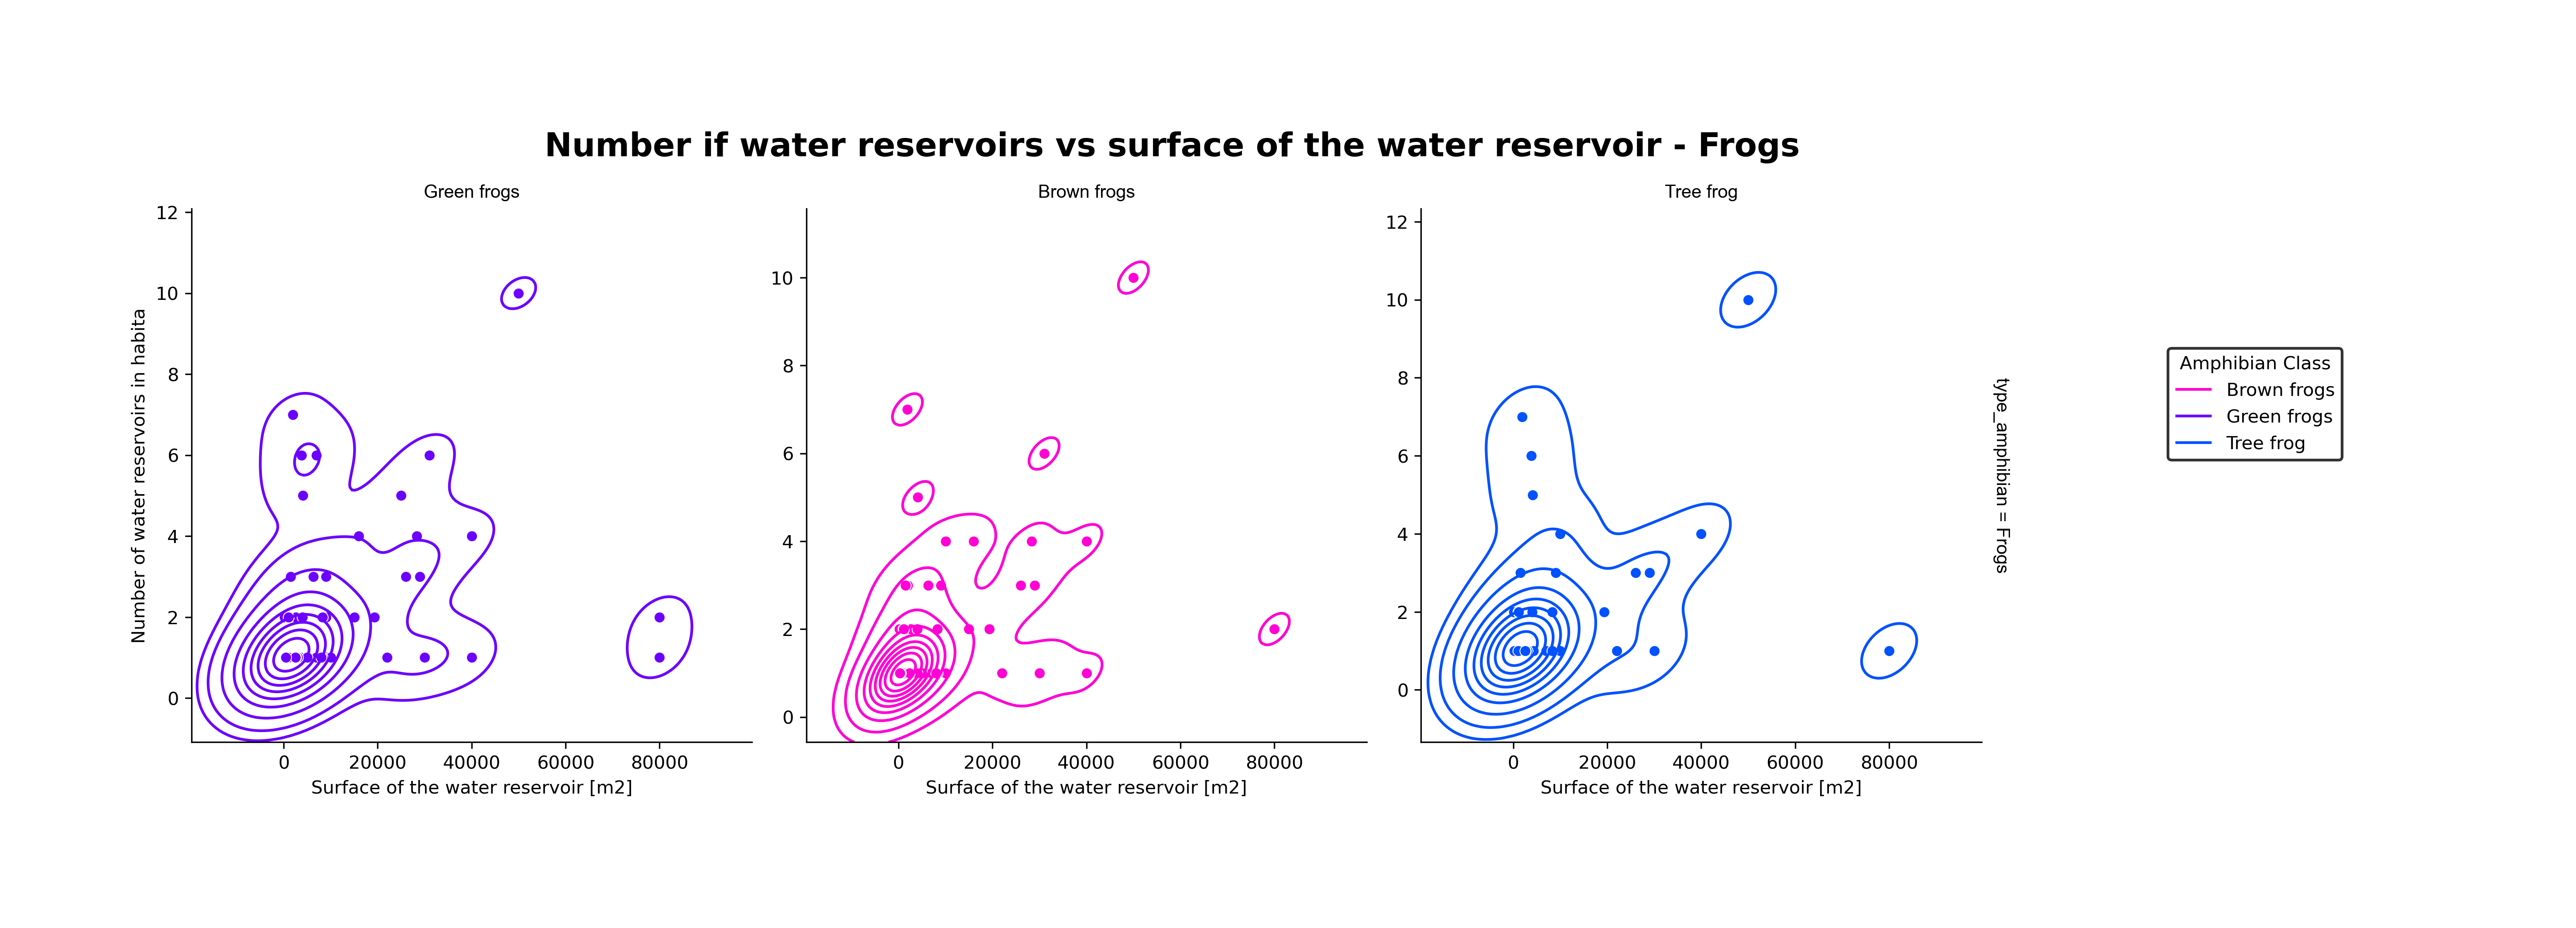 Number if water reservoirs vs surface of the water reservoir - Frogs
Green frogs
Brown frogs
Tree frog
Number of water reservoirs in habita
12
10
8
6
4
2
0
0 20000 40000 60000 80000
Surface of the water reservoir [m2]
10
8
6
4
2
0
0 20000 40000 60000 80000
Surface of the water reservoir [m2]
12
10
8
6
4
2
0
0 20000 40000 60000 80000
Surface of the water reservoir [m2]
type_amphibian = Frogs
Amphibian Class
Brown frogs
Green frogs
Tree frog